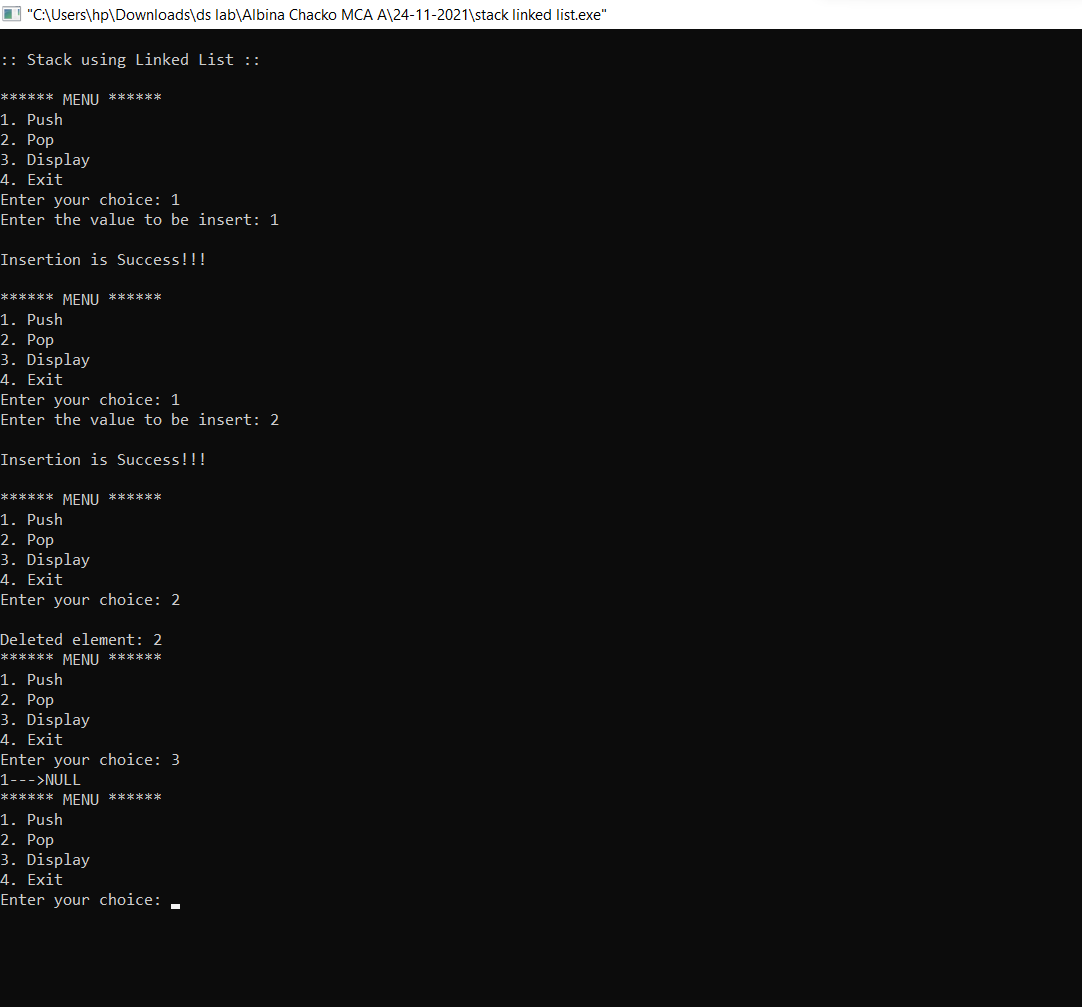 "C:\Users\hp\Downloads\ds lab\Albina Chacko MCA A\24-11-2021\stack linked list.exe"
:: Stack using Linked List ::
****** MENU ******
1. Push
2. Pop
3. Display
4. Exit
Enter your choice: 1
Enter the value to be insert: 1
Insertion is Success!!!
****** MENU ******
1. Push
2. Pop
3. Display
4. Exit
Enter your choice: 1
Enter the value to be insert: 2
Insertion is Success!!!
****** MENU ******
1. Push
2. Pop
3. Display
4. Exit
Enter your choice: 2
Deleted element: 2
****** MENU ******
1. Push
2. Pop
3. Display
4. Exit
Enter your choice: 3
1--->NULL
****** MENU ******
1. Push
2. Pop
3. Display
4. Exit
Enter your choice: